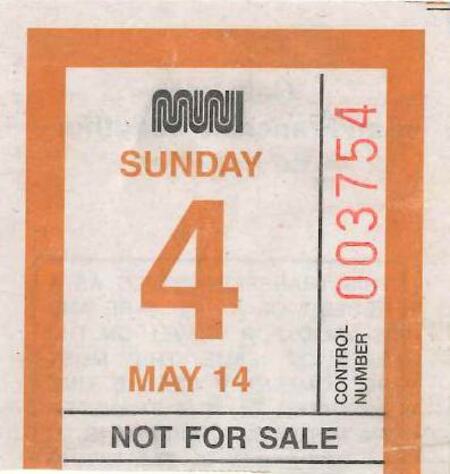 MUNI
SUNDAY
4
MAY 14
CONTROL
NUMBER
003754
NOT FOR SALE